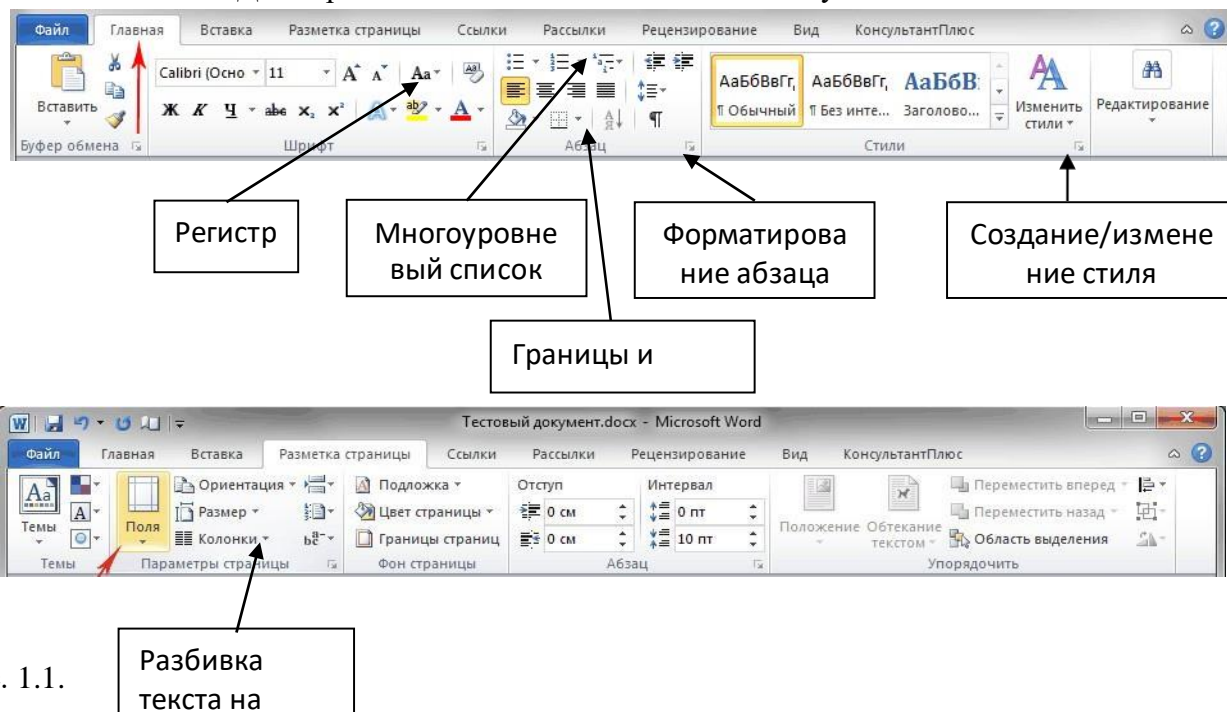 Файл Главная Вставка Разметка страницы Ссылки Рассылки Рецензирование Вид КонсультантПлюс
Calibri (Осно 11 Aa
АаБбВвГг, АаБбВвГг, АаБбВ
Вставить Ж К Ч abc x₂ x² ab A
¶ Обычный ¶ Без инте... Заголово... Изменить стили Редактирование
Буфер обмена Шрифт Абзац Стили
Регистр
Многоуровне
вый список
Форматирова
ние абзаца
Создание/измене
ние стиля
Границы и
Тестовый документ.docx - Microsoft Word
Файл Главная Вставка Разметка страницы Ссылки Рассылки Рецензирование Вид КонсультантПлюс
Ориентация Подложка Отступ Интервал Переместить вперед
Темы Поля Размер Цвет страницы 0 см 0 пт Положение Обтекание текстом Переместить назад
Колонки Границы страниц 0 см 10 пт Область выделения
Темы Параметры страницы Фон страницы Абзац Упорядочить
Разбивка
текста на
. 1.1.